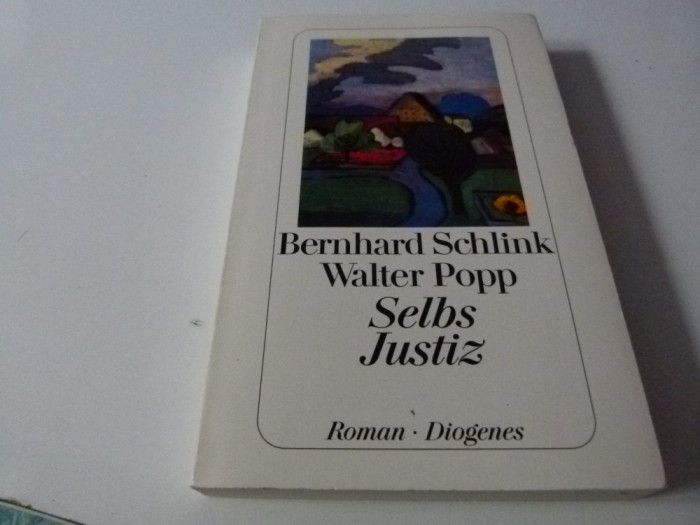 Bernhard Schlink
Walter Popp
Selbs
Justiz
Roman · Diogenes